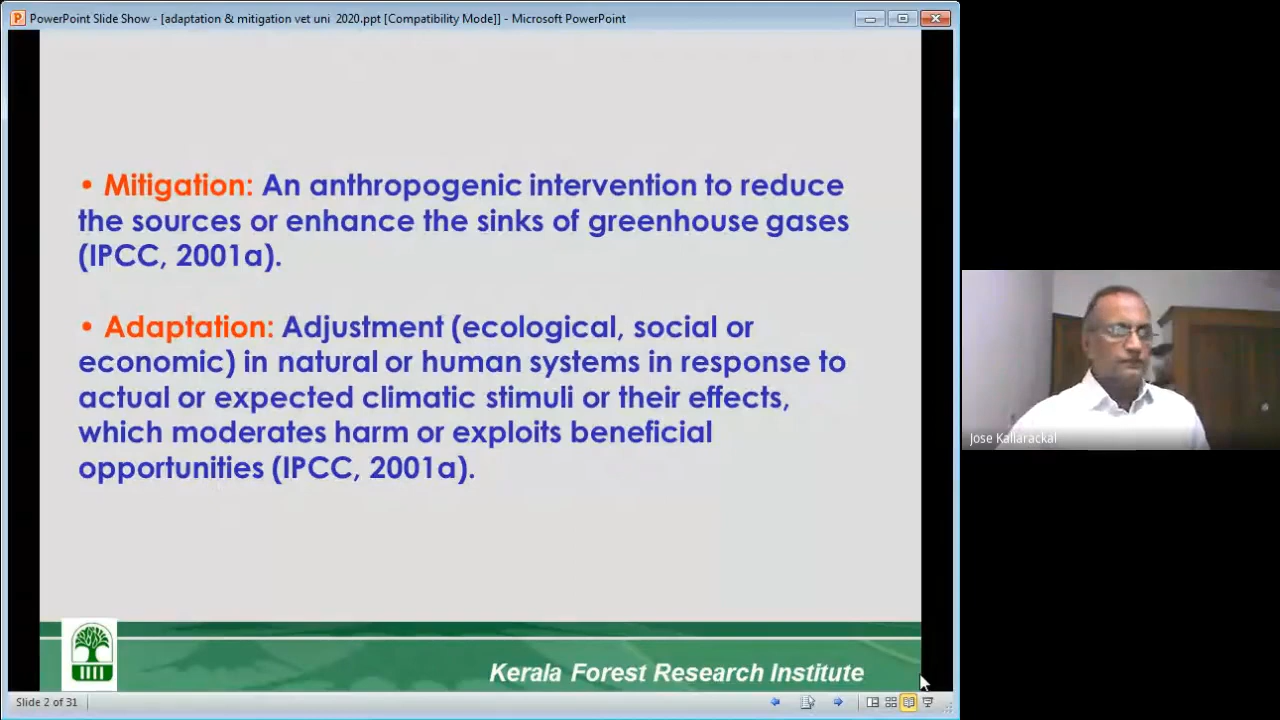 PowerPoint Slide Show - [adaptation & mitigation vet uni  2020.ppt [Compatibility Mode]] - Microsoft PowerPoint
• Mitigation: An anthropogenic intervention to reduce
the sources or enhance the sinks of greenhouse gases
(IPCC, 2001a).
• Adaptation: Adjustment (ecological, social or
economic) in natural or human systems in response to
actual or expected climatic stimuli or their effects,
which moderates harm or exploits beneficial
opportunities (IPCC, 2001a).
Jose Kallarackal
Kerala Forest Research Institute
Slide 2 of 31